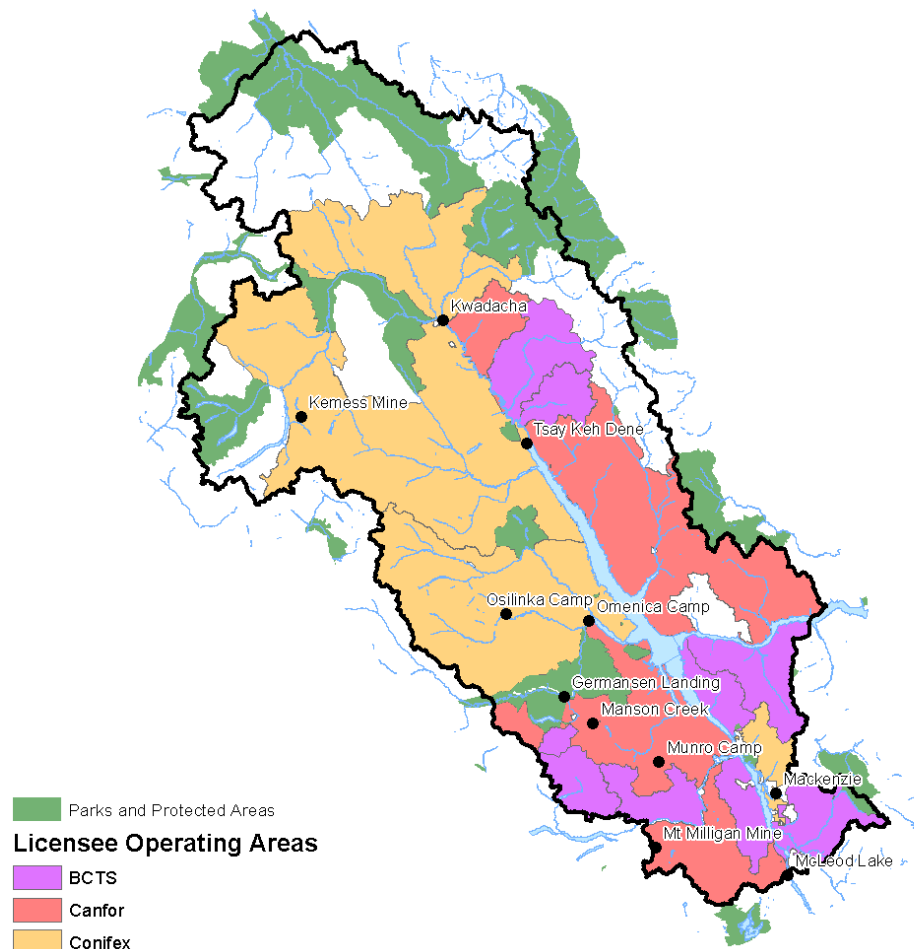 Kwadacha
Kemess Mine
Tsay Keh Dene
Osilinka Camp
Omenica Camp
Germansen Landing
Manson Creek
Munro Camp
Mackenzie
Mt Milligan Mine
McLeod Lake
Parks and Protected Areas
Licensee Operating Areas
BCTS
Canfor
Conifex